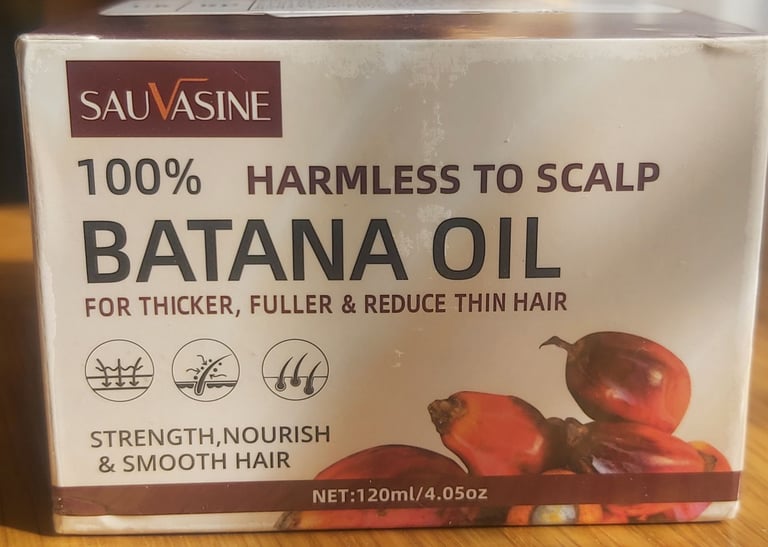 SAUVASINE
100% HARMLESS TO SCALP
BATANA OIL
FOR THICKER, FULLER & REDUCE THIN HAIR
STRENGTH,NOURISH
& SMOOTH HAIR
NET:120ml/4.05oz